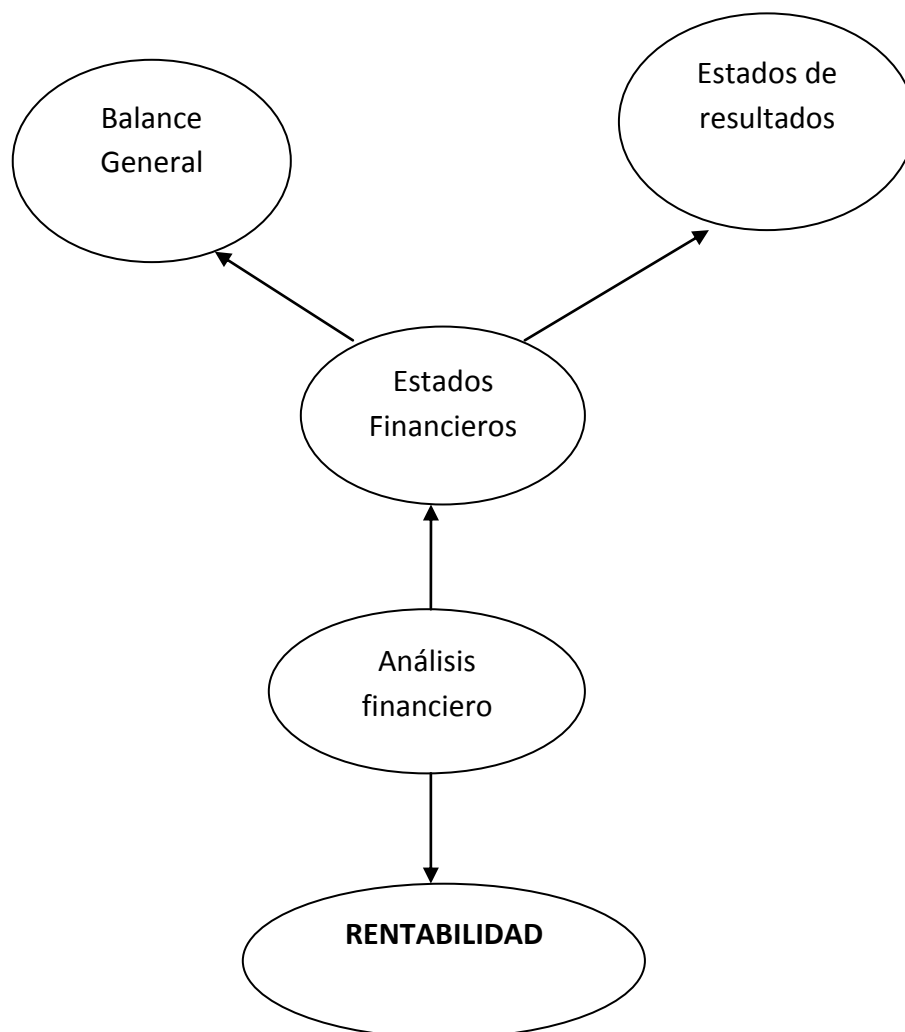 Balance
General
Estados de
resultados
Estados
Financieros
Análisis
financiero
RENTABILIDAD